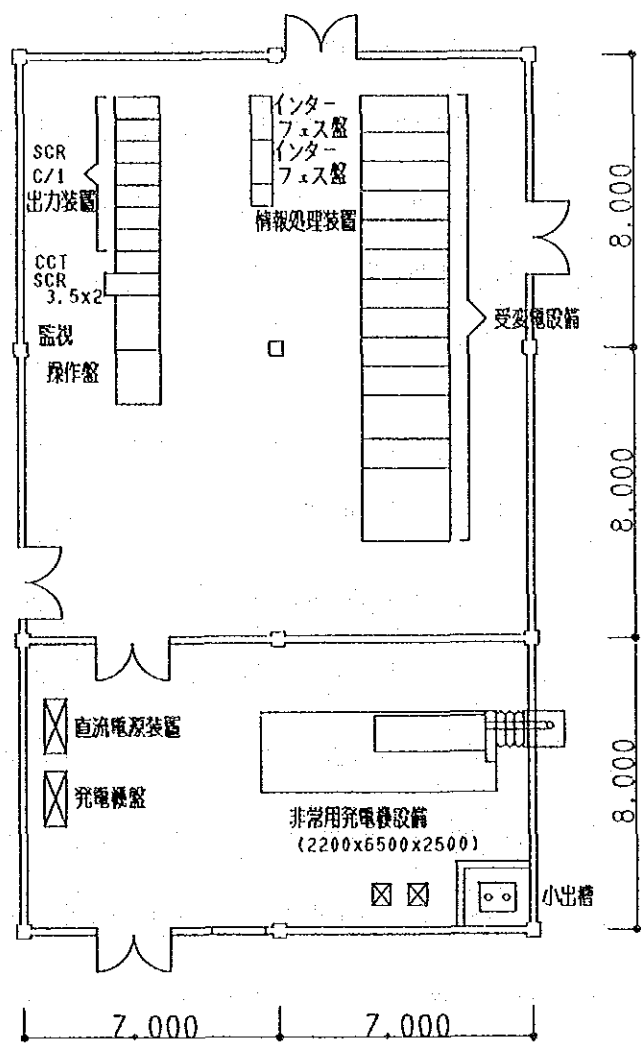 インター
フェス盤
インター
フェス盤
情報処理装置
SCR
C/I
出力装置
CCT
SCR
3.5x2
監視
操作盤
受変電設備
8.000
8.000
直流電源装置
発電機盤
非常用発電機設備
(2200x6500x2500)
小出槽
8.000
7.000
7.000